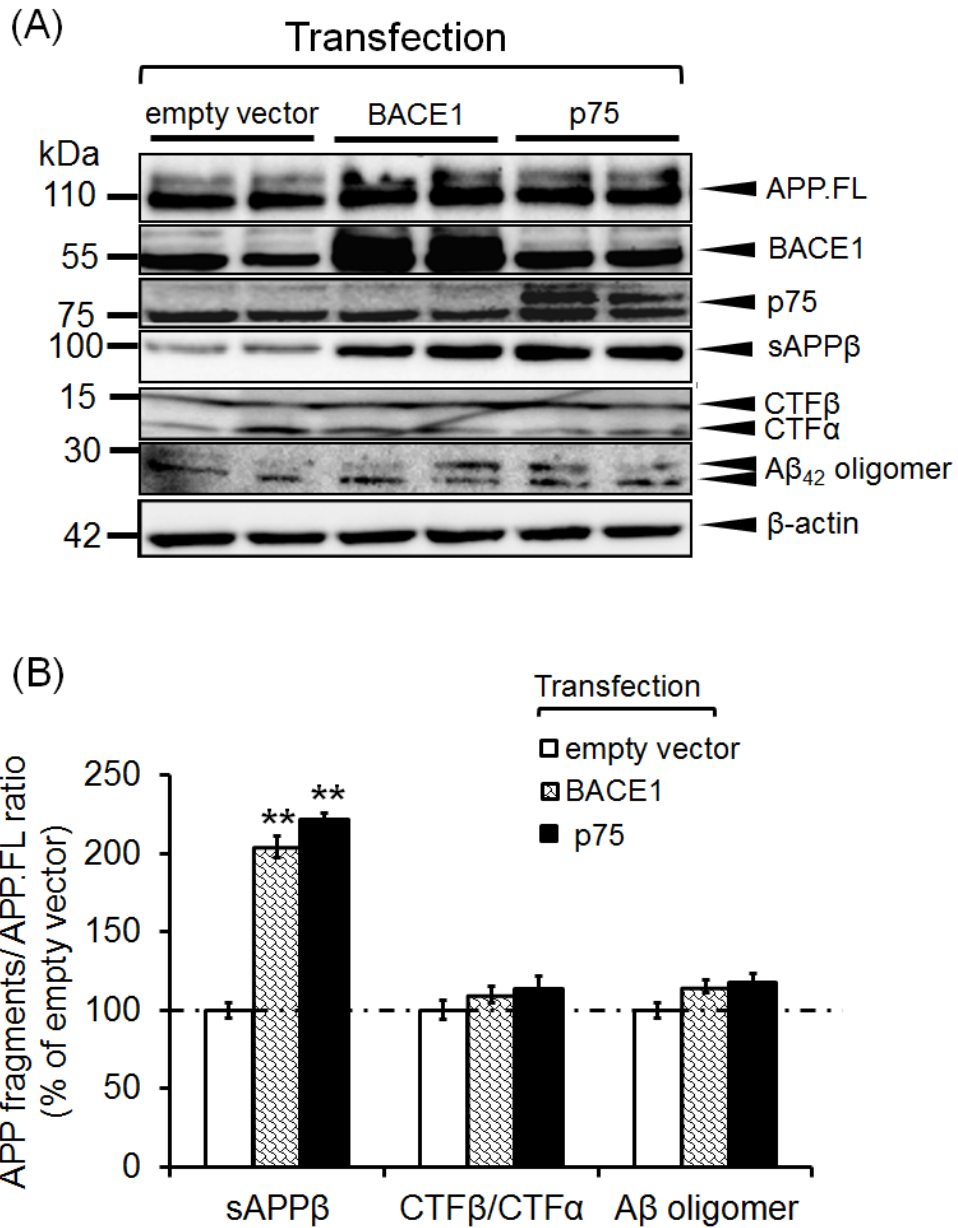 (A)
Transfection
empty vector BACE1 p75
kDa
110 APP.FL
55 BACE1
75 p75
100 sAPPβ
15 CTFβ
CTFα
30 Aβ42 oligomer
42 β-actin
(B)
Transfection
empty vector
BACE1
p75
APP fragments/APP.FL ratio
(% of empty vector)
250
200
150
100
50
0
** **
sAPPβ CTFβ/CTFα Aβ oligomer